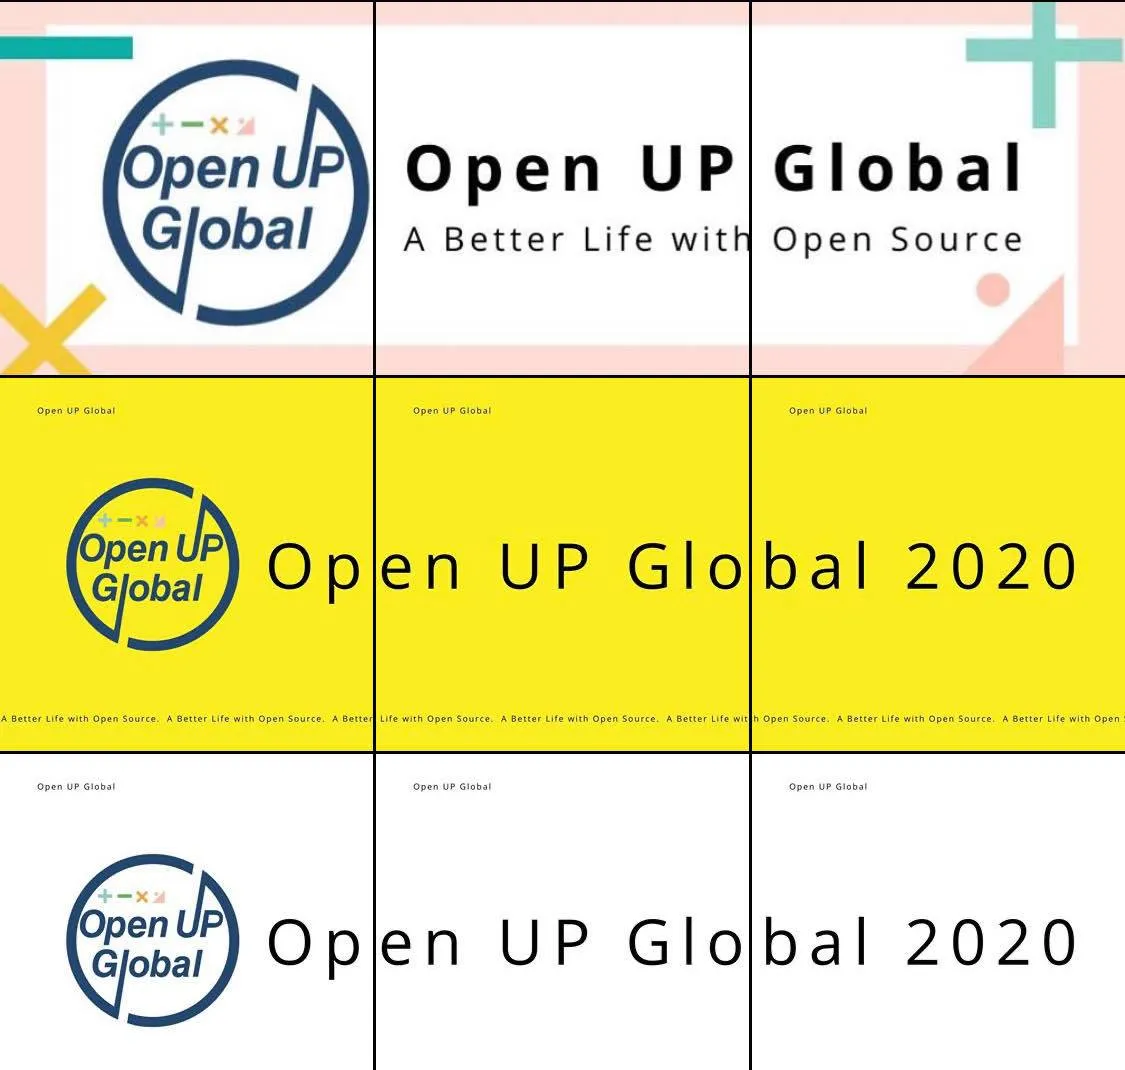 Open UP
Global
Open UP Global
A Better Life with Open Source
Open UP Global
Open UP Global
Open UP Global
Open UP
Global
Open UP Global 2020
A Better Life with Open Source. A Better Life with Open Source. A Better Life with Open Source. A Better Life with Open Source. A Better Life with Open Source. A Better Life with Open Source. A Better Life with Open
Open UP Global
Open UP Global
Open UP Global
Open UP
Global
Open UP Global 2020